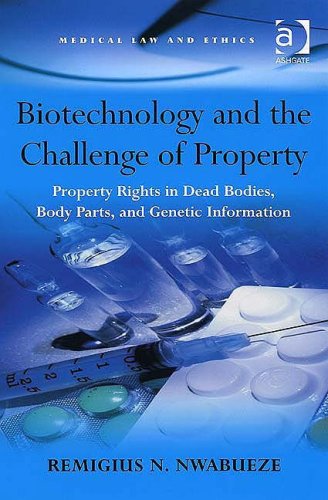 MEDICAL LAW AND ETHICS
a
ASHGATE
Biotechnology and the
Challenge of Property
Property Rights in Dead Bodies,
Body Parts, and Genetic Information
REMIGIUS N. NWABUEZE